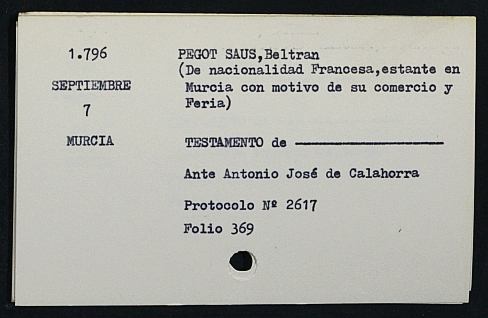 1.796
SEPTIEMBRE
7
MURCIA
PEGOT SAUS,Beltran
(De nacionalidad Francesa,estante en
Murcia con motivo de su comercio y
Feria)
TESTAMENTO de ————————
Ante Antonio José de Calahorra
Protocolo Nº 2617
Folio 369